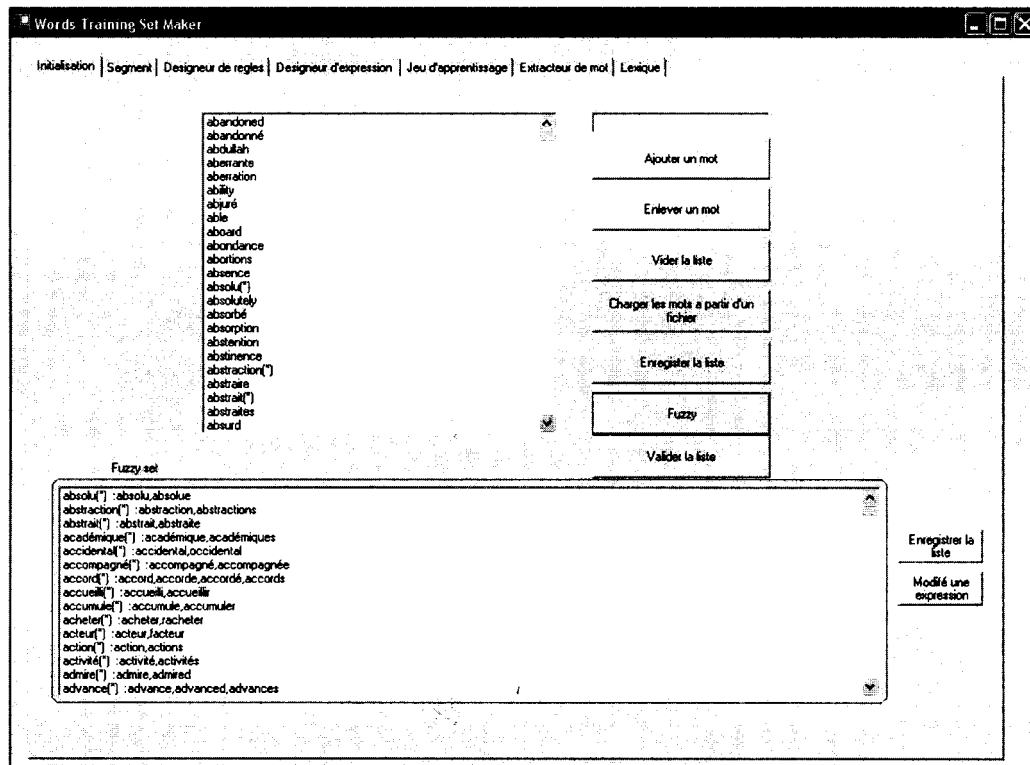 Words Training Set Maker
Initialisation Segment Designeur de regles Designeur d'expression Jeu d'apprentissage Extracteur de mot Lexique
abandoned
abandonné
abdullah
aberrante
aberration
ability
abjuré
able
aboard
abondance
abortions
absence
absolu(")
absolutely
absorbé
absorption
abstention
abstinence
abstraction(")
abstraire
abstrait(")
abstraites
absurd
Ajouter un mot
Enlever un mot
Vider la liste
Charger les mots a partir d'un
fichier
Enregister la liste
Fuzzy
Valider la liste
Fuzzy set
absolu(") :absolu,absolue
abstraction(") :abstraction,abstractions
abstrait(") :abstrait,abstraite
académique(") :académique,académiques
accidental(") :accidental,occidental
accompagné(") :accompagné,accompagnée
accord(") :accord,accorde,accordé,accords
accueilli(") :accueilli,accueillir
accumule(") :accumule,accumuler
acheter(") :acheter,racheter
acteur(") :acteur,facteur
action(") :action,actions
activité(") :activité,activités
admire(") :admire,admired
advance(") :advance,advanced,advances
Enregistrer la
liste
Modifé une
expression